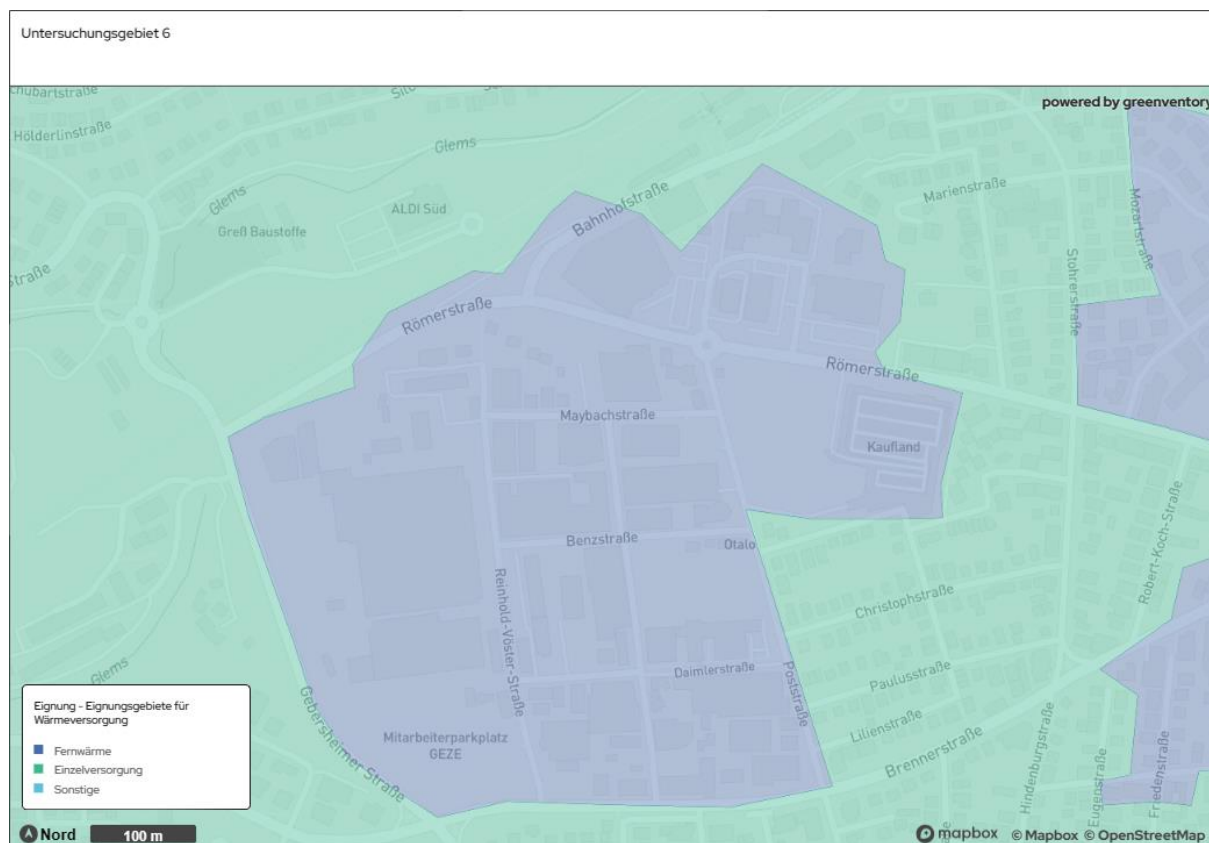 Untersuchungsgebiet 6
powered by greenventory
Hölderlinstraße
Glems
Marienstraße
Mozartstraße
Glems
ALDI Süd
Bahnhofstraße
Greß Baustoffe
Stohrerstraße
Straße
Römerstraße
Römerstraße
Maybachstraße
Kaufland
Benzstraße
Otalo
Robert-Koch-Straße
Reinhold-Vöster-Straße
Christophstraße
Glems
Daimlerstraße
Paulusstraße
Poststraße
Gebersheimer Straße
Mitarbeiterparkplatz
GEZE
Lilienstraße
Brennerstraße
Hindenburgstraße
Eugenstraße
Friedenstraße
Eignung - Eignungsgebiete für
Wärmeversorgung
Fernwärme
Einzelversorgung
Sonstige
Nord
100 m
mapbox © Mapbox © OpenStreetMap